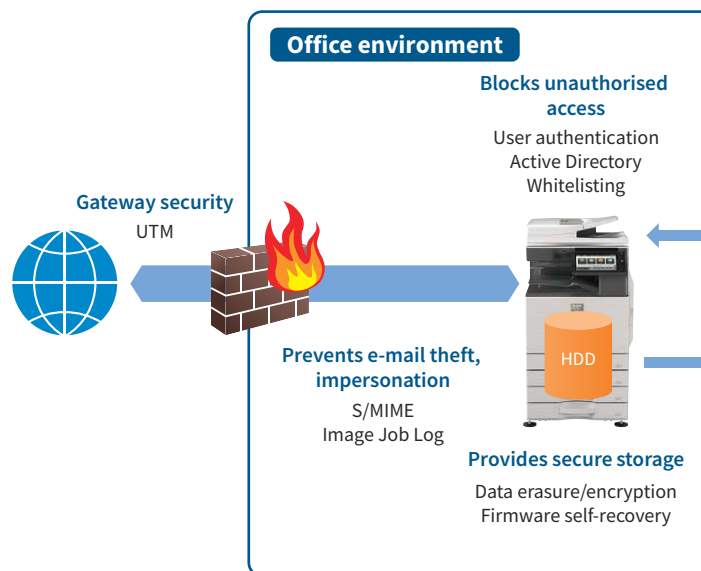 Office environment
Blocks unauthorised
access
User authentication
Active Directory
Whitelisting
Gateway security
UTM
Prevents e-mail theft,
impersonation
S/MIME
Image Job Log
HDD
Provides secure storage
Data erasure/encryption
Firmware self-recovery